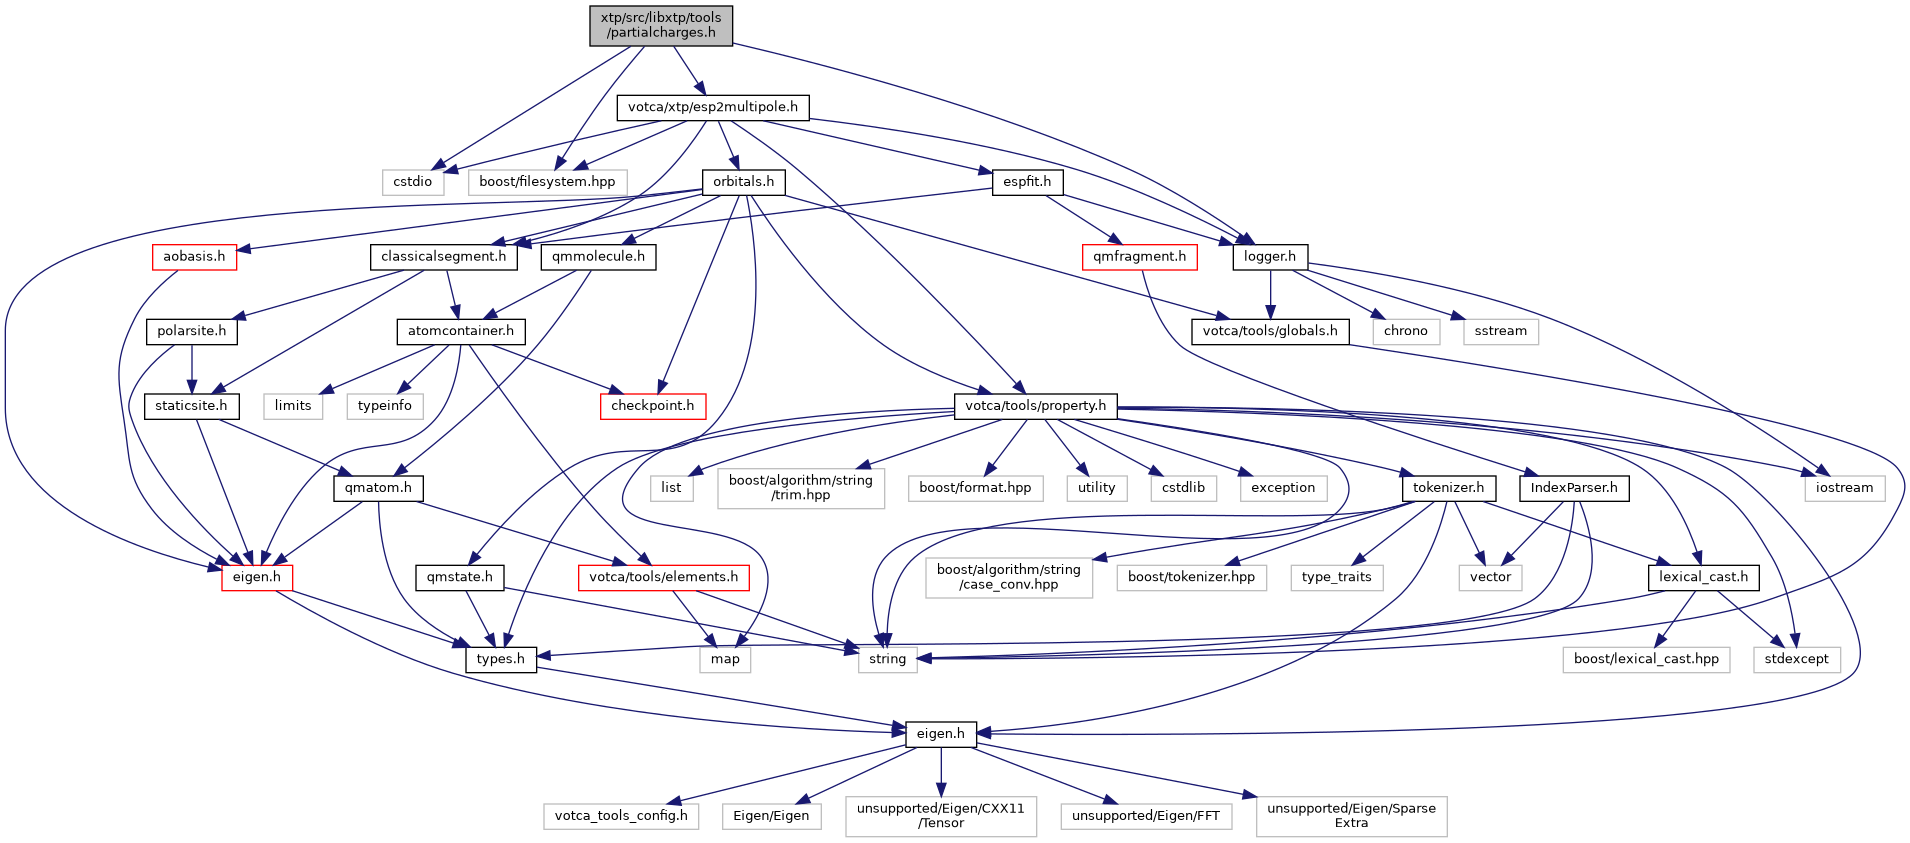 xtp/src/libxtp/tools
/partialcharges.h
votca/xtp/esp2multipole.h
cstdio
boost/filesystem.hpp
orbitals.h
espfit.h
aobasis.h
classicalsegment.h
qmmolecule.h
qmfragment.h
logger.h
polarsite.h
atomcontainer.h
votca/tools/globals.h
chrono
sstream
staticsite.h
limits
typeinfo
checkpoint.h
votca/tools/property.h
qmatom.h
list
boost/algorithm/string
/trim.hpp
boost/format.hpp
utility
cstdlib
exception
tokenizer.h
IndexParser.h
iostream
eigen.h
qmstate.h
votca/tools/elements.h
boost/algorithm/string
/case_conv.hpp
boost/tokenizer.hpp
type_traits
vector
lexical_cast.h
types.h
map
string
boost/lexical_cast.hpp
stdexcept
eigen.h
votca_tools_config.h
Eigen/Eigen
unsupported/Eigen/CXX11
/Tensor
unsupported/Eigen/FFT
unsupported/Eigen/Sparse
Extra